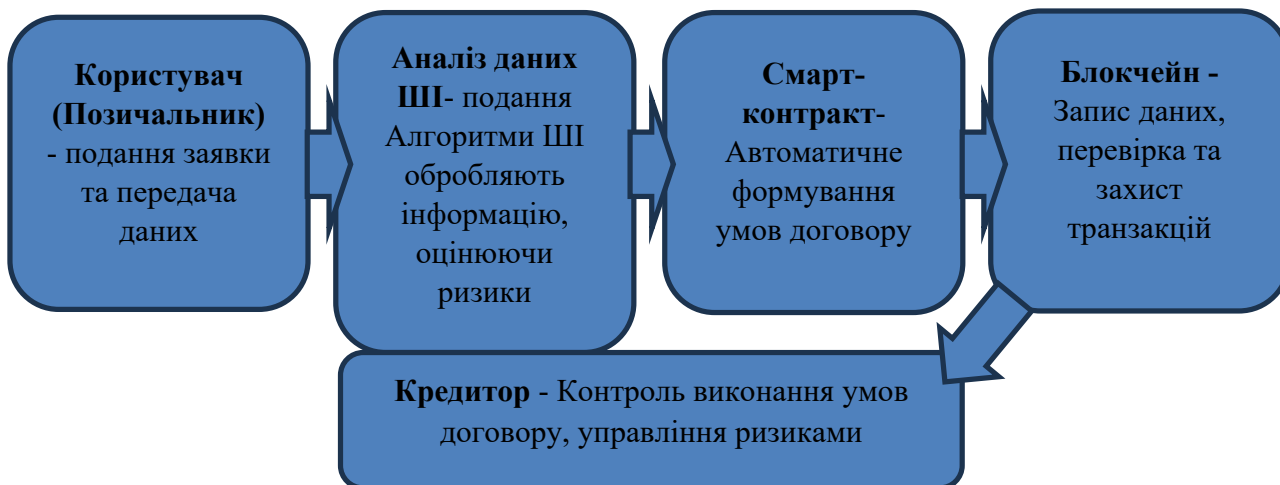 Користувач
(Позичальник)
- подання заявки
та передача
даних
Аналіз даних
ШІ- подання
Алгоритми ШІ
обробляють
інформацію,
оцінюючи
ризики
Смарт-
контракт-
Автоматичне
формування
умов договору
Блокчейн -
Запис даних,
перевірка та
захист
транзакцій
Кредитор - Контроль виконання умов
договору, управління ризиками